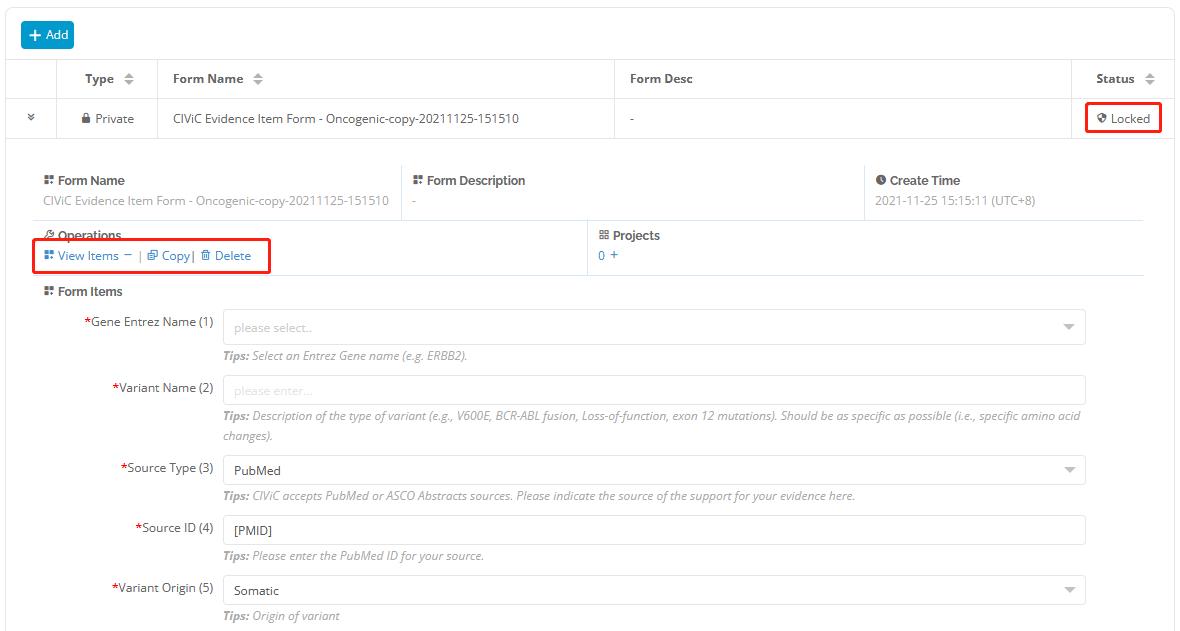 + Add
Type Form Name Form Desc Status
Private CIViC Evidence Item Form - Oncogenic-copy-20211125-151510 - Locked
Form Name Form Description Create Time
CIViC Evidence Item Form - Oncogenic-copy-20211125-151510 - 2021-11-25 15:15:11 (UTC+8)
Operations Projects
View Items − | Copy| Delete 0 +
Form Items
*Gene Entrez Name (1) please select..
Tips: Select an Entrez Gene name (e.g. ERBB2).
*Variant Name (2) please enter...
Tips: Description of the type of variant (e.g., V600E, BCR-ABL fusion, Loss-of-function, exon 12 mutations). Should be as specific as possible (i.e., specific amino acid
changes).
*Source Type (3) PubMed
Tips: CIViC accepts PubMed or ASCO Abstracts sources. Please indicate the source of the support for your evidence here.
*Source ID (4) [PMID]
Tips: Please enter the PubMed ID for your source.
*Variant Origin (5) Somatic
Tips: Origin of variant